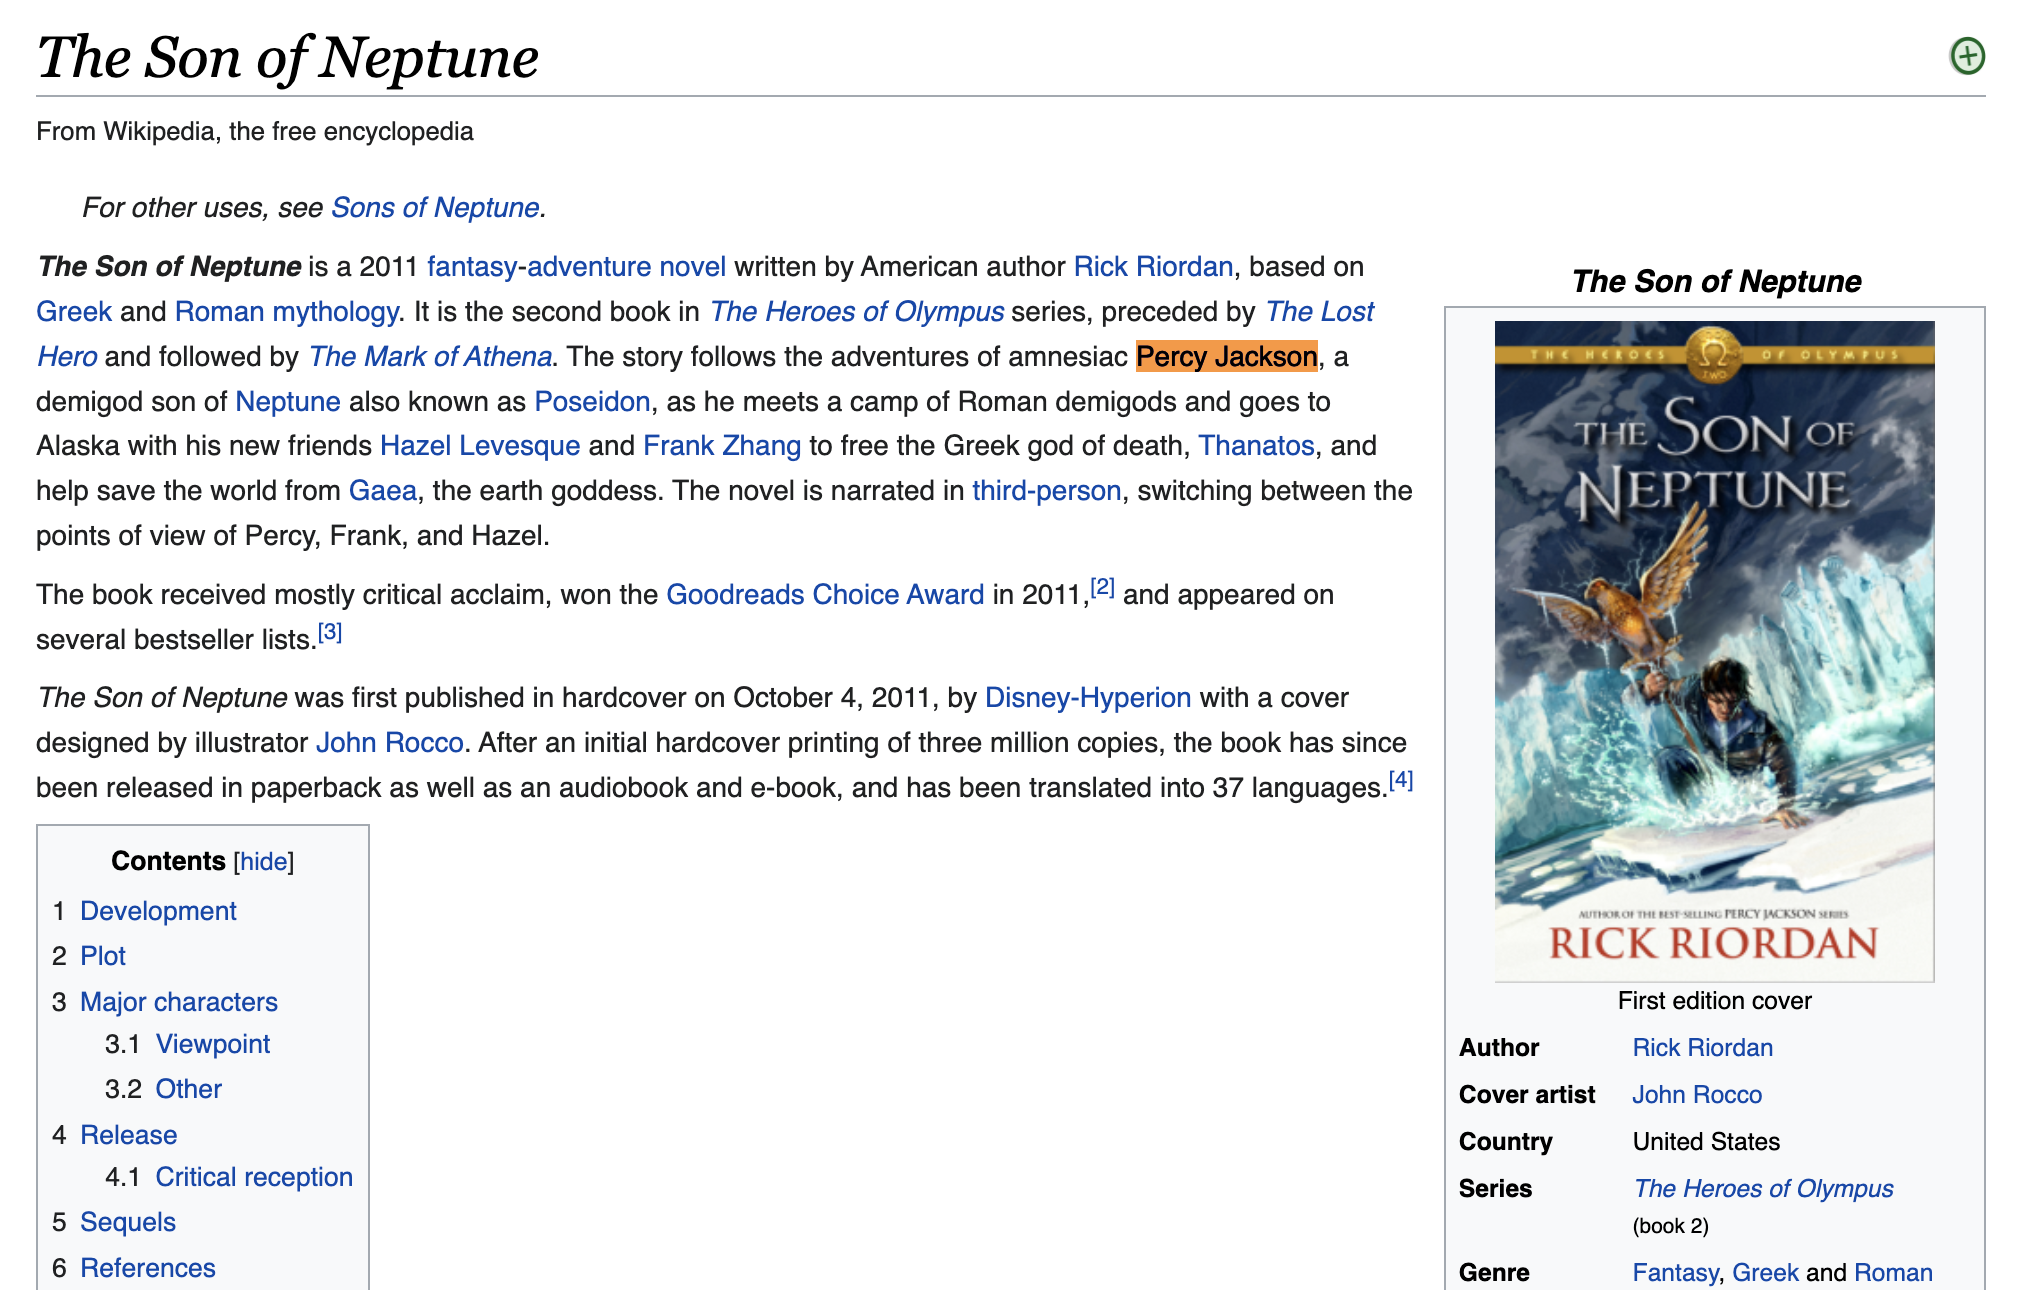 The Son of Neptune
From Wikipedia, the free encyclopedia
For other uses, see Sons of Neptune.
The Son of Neptune is a 2011 fantasy-adventure novel written by American author Rick Riordan, based on
Greek and Roman mythology. It is the second book in The Heroes of Olympus series, preceded by The Lost
Hero and followed by The Mark of Athena. The story follows the adventures of amnesiac Percy Jackson, a
demigod son of Neptune also known as Poseidon, as he meets a camp of Roman demigods and goes to
Alaska with his new friends Hazel Levesque and Frank Zhang to free the Greek god of death, Thanatos, and
help save the world from Gaea, the earth goddess. The novel is narrated in third-person, switching between the
points of view of Percy, Frank, and Hazel.
The book received mostly critical acclaim, won the Goodreads Choice Award in 2011,[2] and appeared on
several bestseller lists.[3]
The Son of Neptune was first published in hardcover on October 4, 2011, by Disney-Hyperion with a cover
designed by illustrator John Rocco. After an initial hardcover printing of three million copies, the book has since
been released in paperback as well as an audiobook and e-book, and has been translated into 37 languages.[4]
Contents [hide]
1 Development
2 Plot
3 Major characters
3.1 Viewpoint
3.2 Other
4 Release
4.1 Critical reception
5 Sequels
6 References
The Son of Neptune
THE HEROES OF OLYMPUS
TWO
THE SON OF
NEPTUNE
AUTHOR OF THE BEST-SELLING PERCY JACKSON SERIES
RICK RIORDAN
First edition cover
Author Rick Riordan
Cover artist John Rocco
Country United States
Series The Heroes of Olympus
(book 2)
Genre Fantasy, Greek and Roman